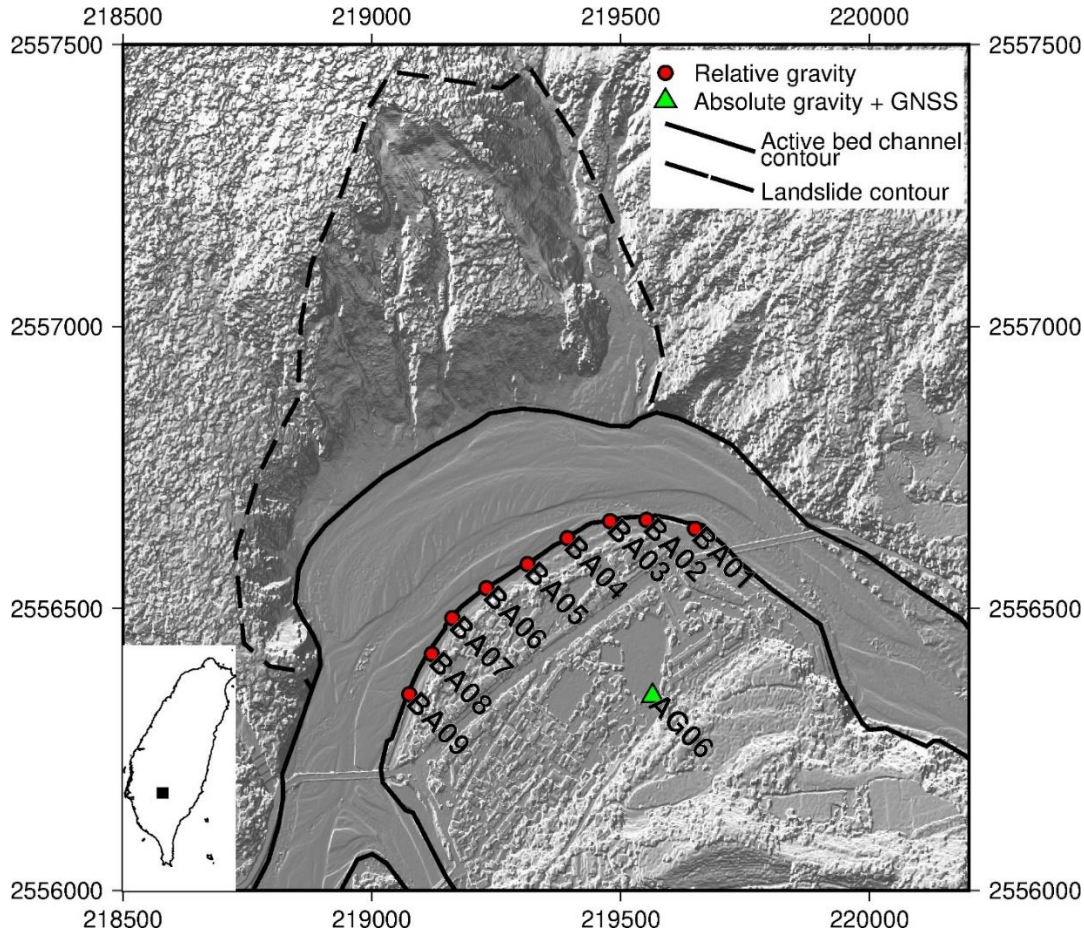 218500 219000 219500 220000
2557500 2557500
Relative gravity
Absolute gravity + GNSS
Active bed channel
contour
Landslide contour
2557000 2557000
BA01
BA02
BA03
BA04
BA05
BA06
BA07
BA08
BA09
2556500 2556500
AG06
2556000 2556000
218500 219000 219500 220000